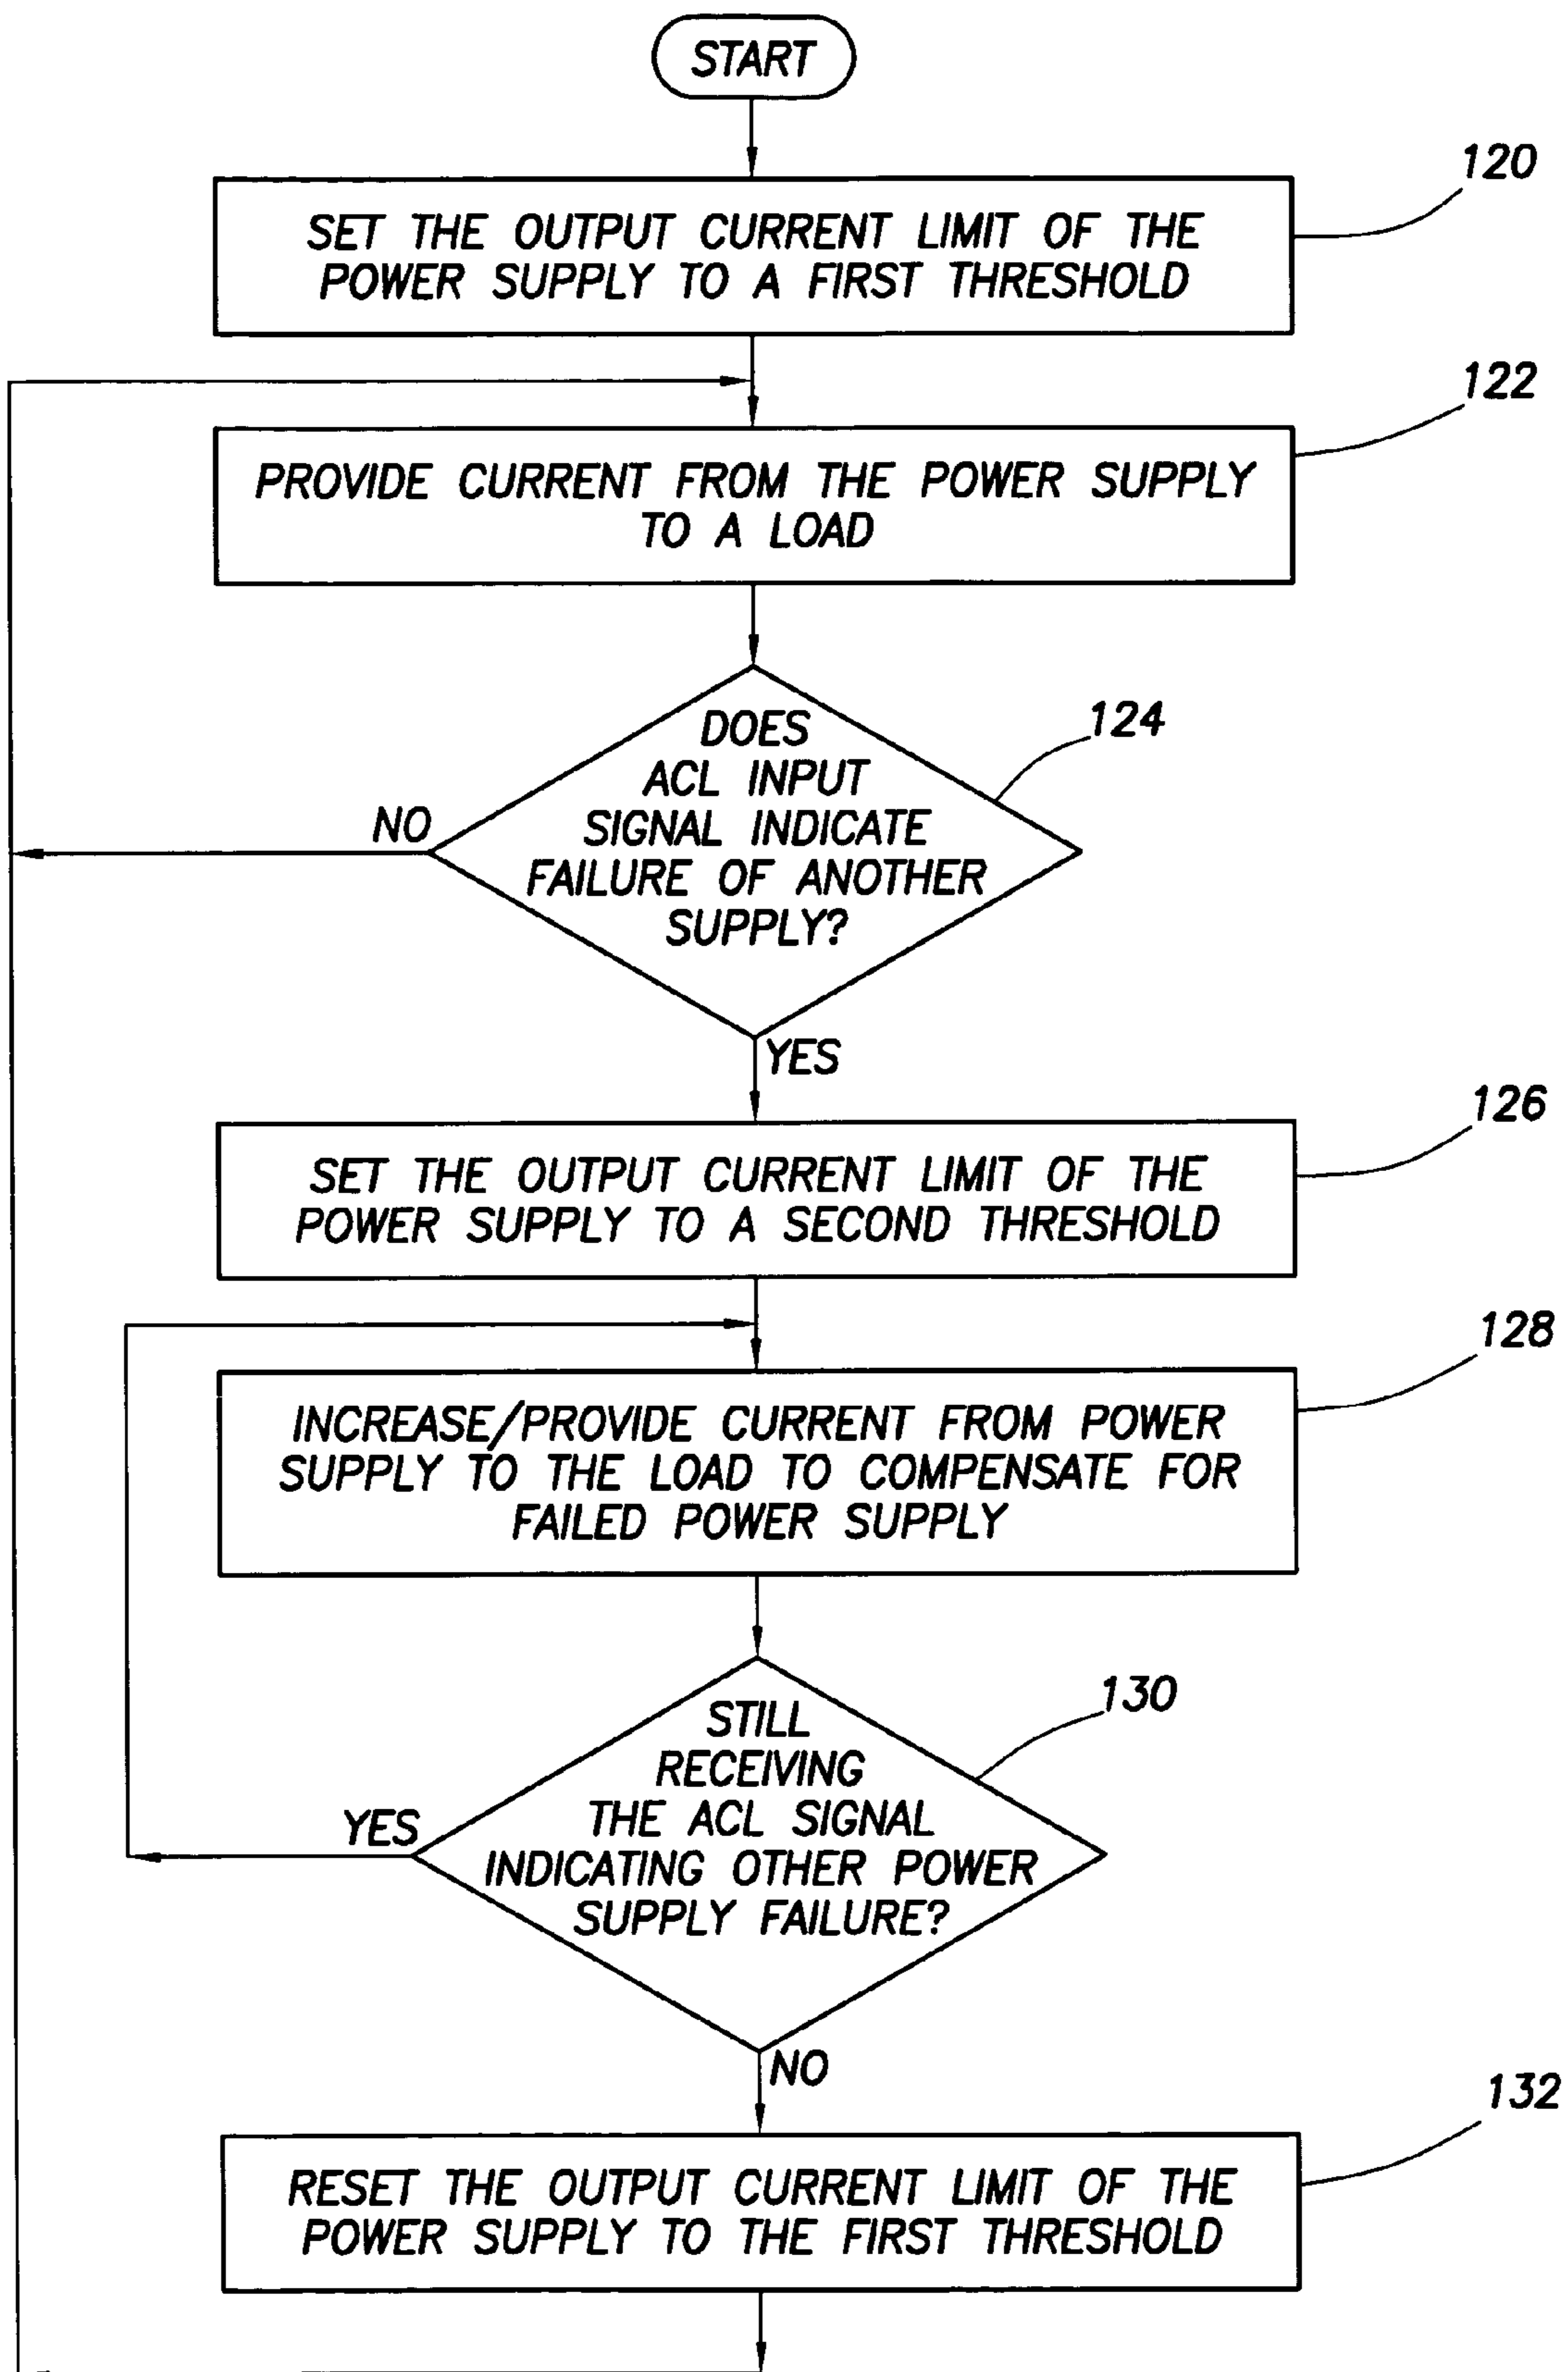 START
120
SET THE OUTPUT CURRENT LIMIT OF THE
POWER SUPPLY TO A FIRST THRESHOLD
122
PROVIDE CURRENT FROM THE POWER SUPPLY
TO A LOAD
124
DOES
ACL INPUT
SIGNAL INDICATE
FAILURE OF ANOTHER
SUPPLY?
NO
YES
126
SET THE OUTPUT CURRENT LIMIT OF THE
POWER SUPPLY TO A SECOND THRESHOLD
128
INCREASE/PROVIDE CURRENT FROM POWER
SUPPLY TO THE LOAD TO COMPENSATE FOR
FAILED POWER SUPPLY
130
STILL
RECEIVING
THE ACL SIGNAL
INDICATING OTHER POWER
SUPPLY FAILURE?
YES
NO
132
RESET THE OUTPUT CURRENT LIMIT OF THE
POWER SUPPLY TO THE FIRST THRESHOLD